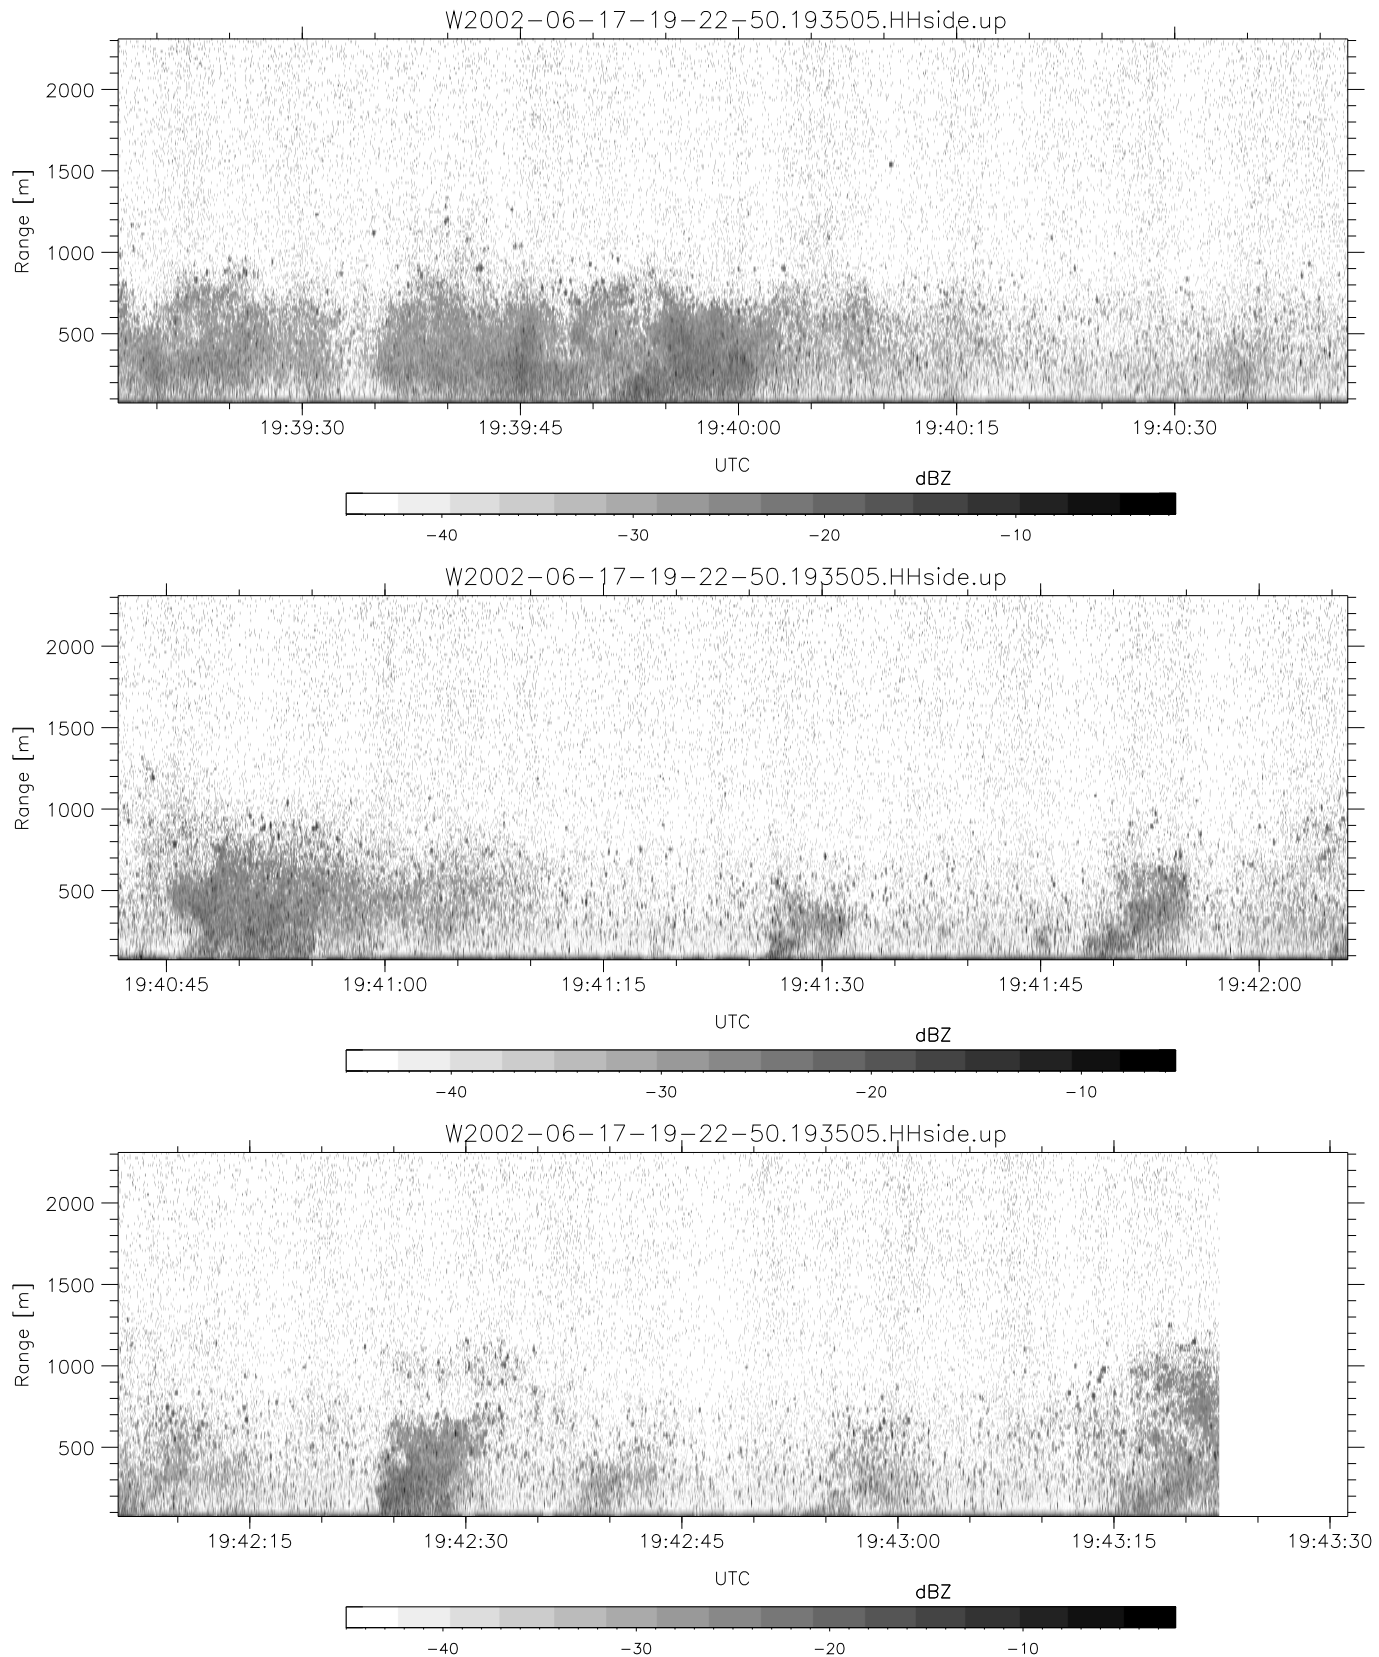 W2002-06-17-19-22-50.193505.HHside.up
2000
1500
1000
500
Range [m]
19:39:30 19:39:45 19:40:00 19:40:15 19:40:30
UTC
dBZ
-40 -30 -20 -10
W2002-06-17-19-22-50.193505.HHside.up
2000
1500
1000
500
Range [m]
19:40:45 19:41:00 19:41:15 19:41:30 19:41:45 19:42:00
UTC
dBZ
-40 -30 -20 -10
W2002-06-17-19-22-50.193505.HHside.up
2000
1500
1000
500
Range [m]
19:42:15 19:42:30 19:42:45 19:43:00 19:43:15 19:43:30
UTC
dBZ
-40 -30 -20 -10